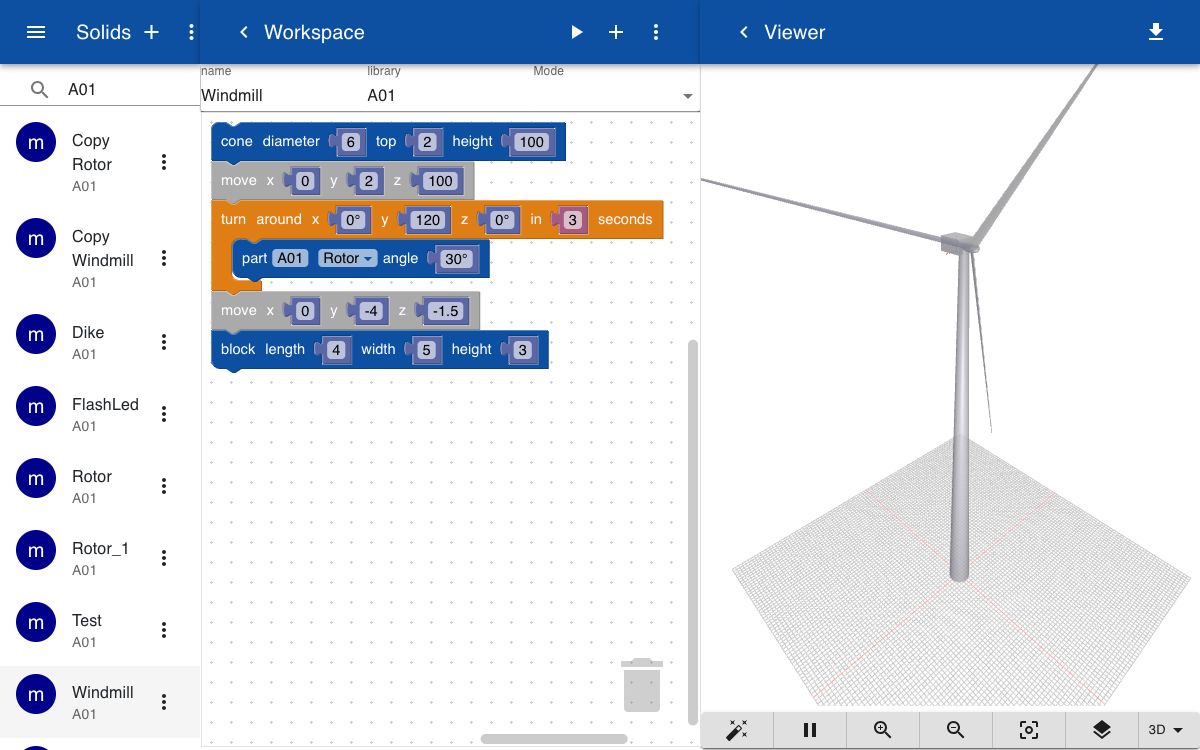 Solids
Workspace
Viewer
A01
name library Mode
Windmill A01
m Copy Rotor
A01
m Copy Windmill
A01
m Dike
A01
m FlashLed
A01
m Rotor
A01
m Rotor_1
A01
m Test
A01
m Windmill
A01
cone diameter 6 top 2 height 100
move x 0 y 2 z 100
turn around x 0° y 120 z 0° in 3 seconds
part A01 Rotor angle 30°
move x 0 y -4 z -1.5
block length 4 width 5 height 3
3D